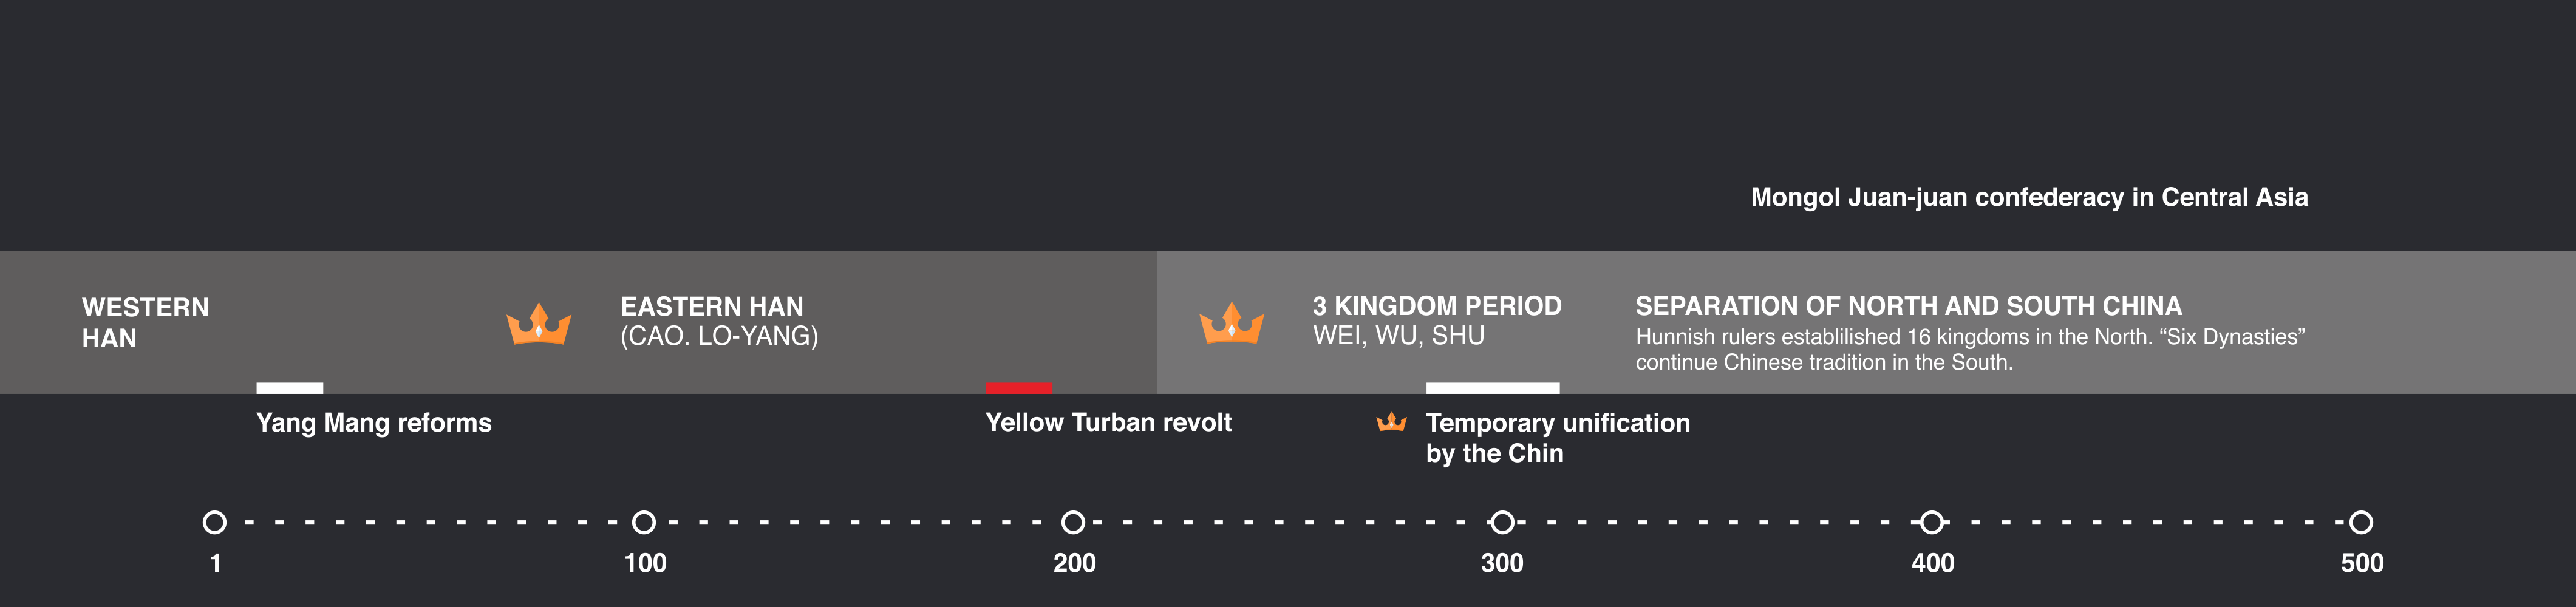 Mongol Juan-juan confederacy in Central Asia
WESTERN
HAN
EASTERN HAN
(CAO. LO-YANG)
3 KINGDOM PERIOD
WEI, WU, SHU
SEPARATION OF NORTH AND SOUTH CHINA
Hunnish rulers establilished 16 kingdoms in the North. “Six Dynasties”
continue Chinese tradition in the South.
Yang Mang reforms
Yellow Turban revolt
Temporary unification
by the Chin
1
100
200
300
400
500